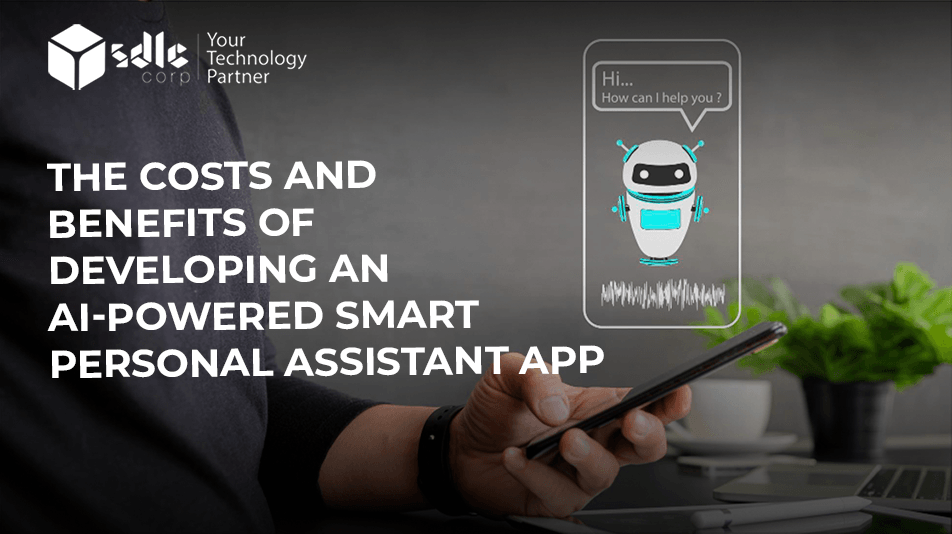 sdlc
corp
Your
Technology
Partner
Hi...
How can I help you ?
THE COSTS AND
BENEFITS OF
DEVELOPING AN
AI-POWERED SMART
PERSONAL ASSISTANT APP